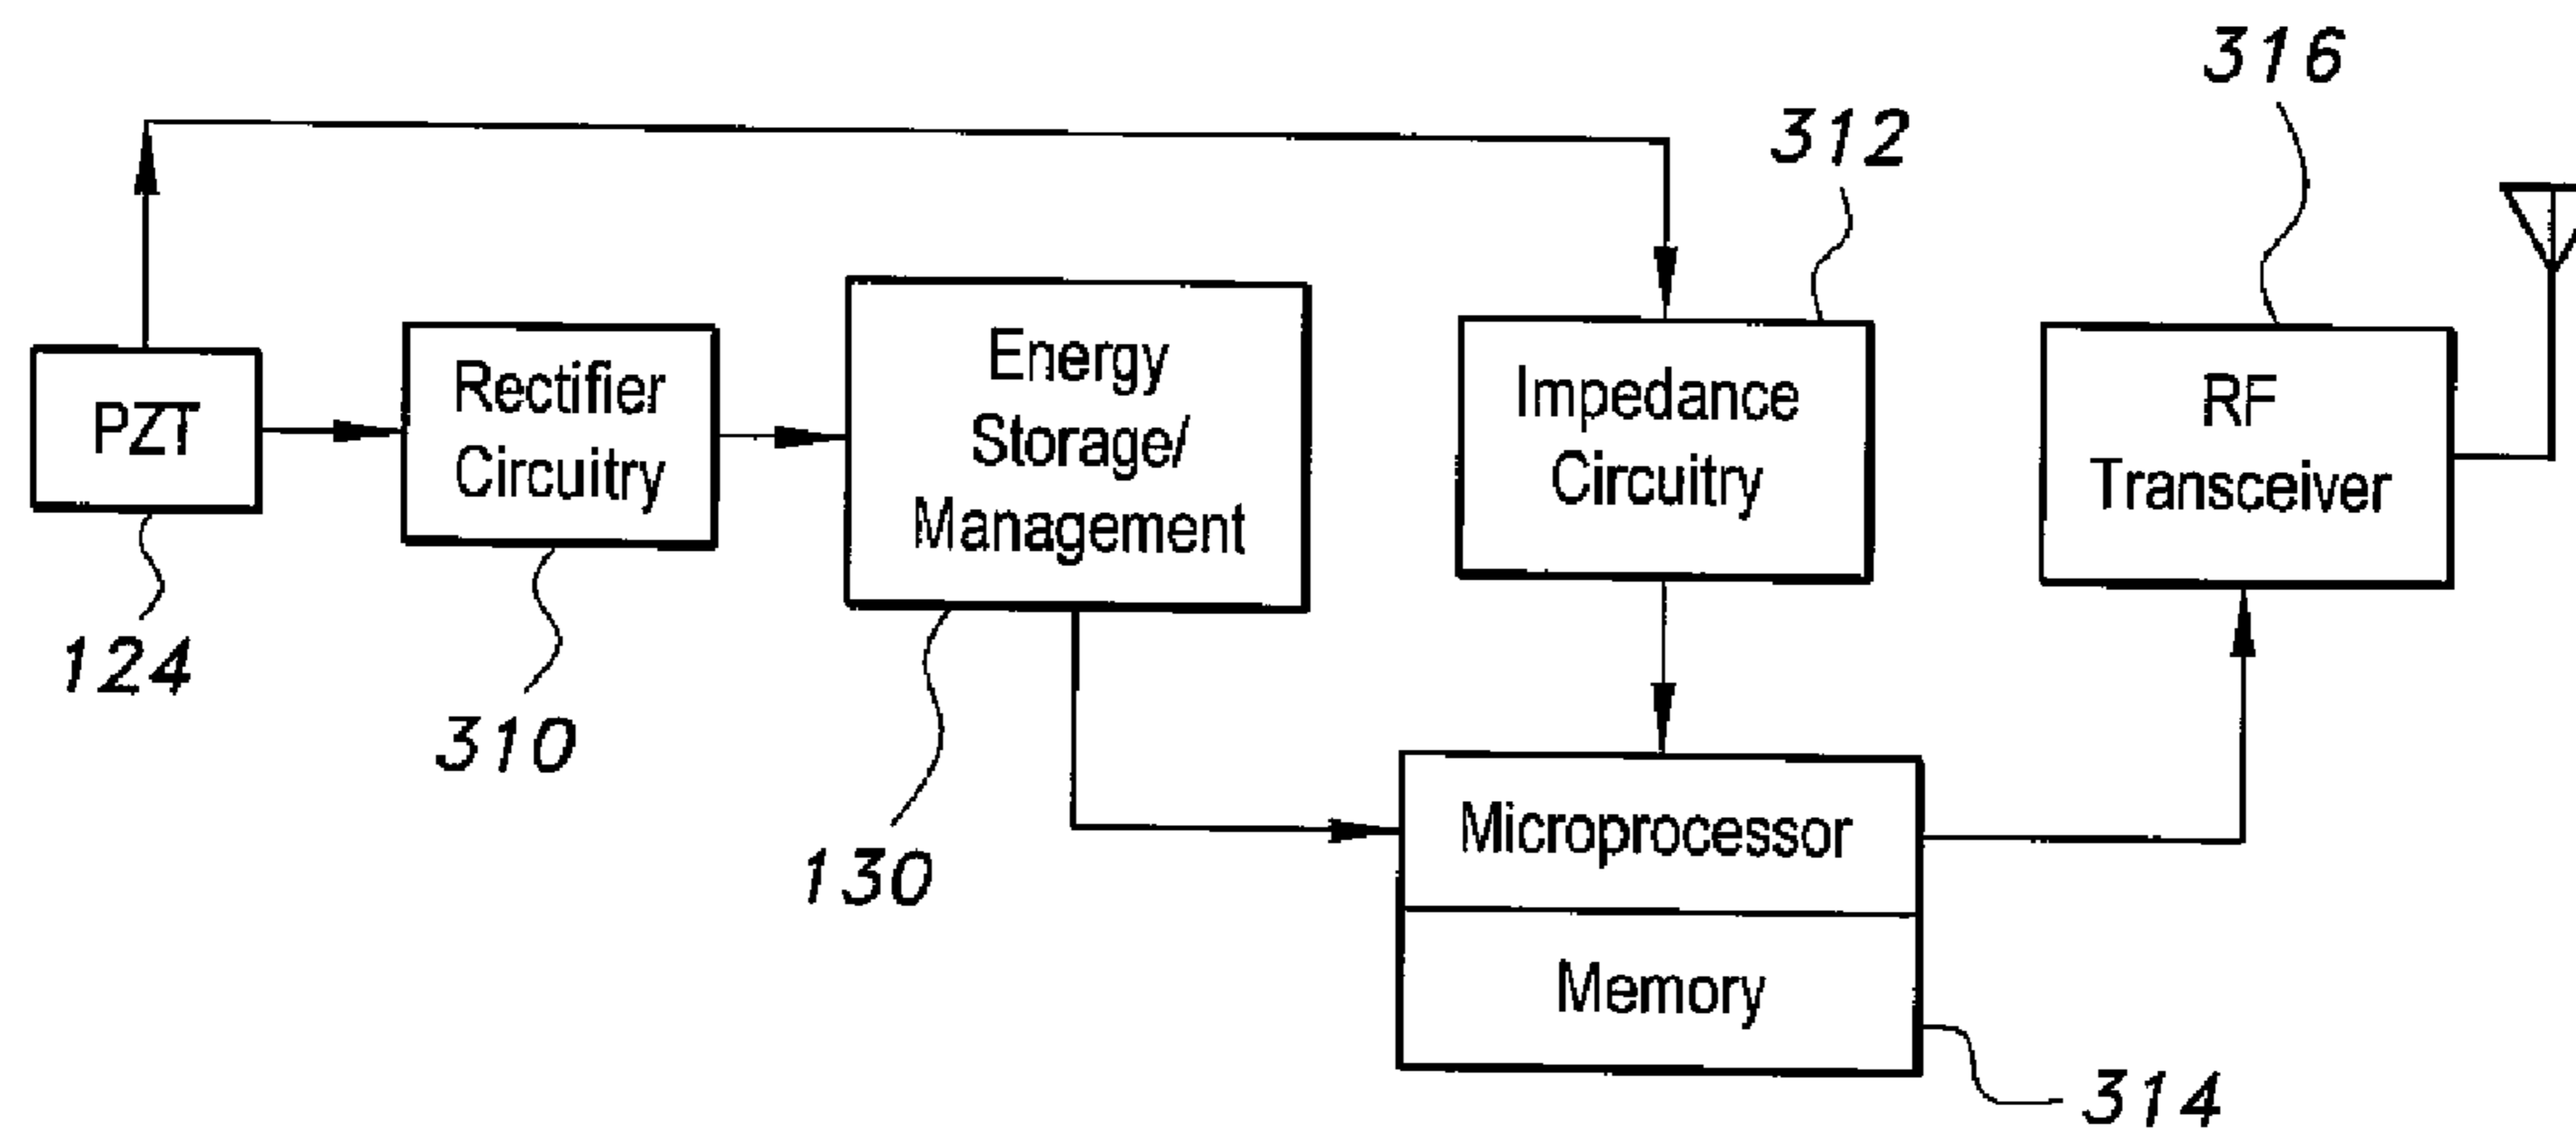 316
312
PZT
Rectifier
Circuitry
Energy
Storage/
Management
Impedance
Circuitry
RF
Transceiver
124
310
130
Microprocessor
Memory
314